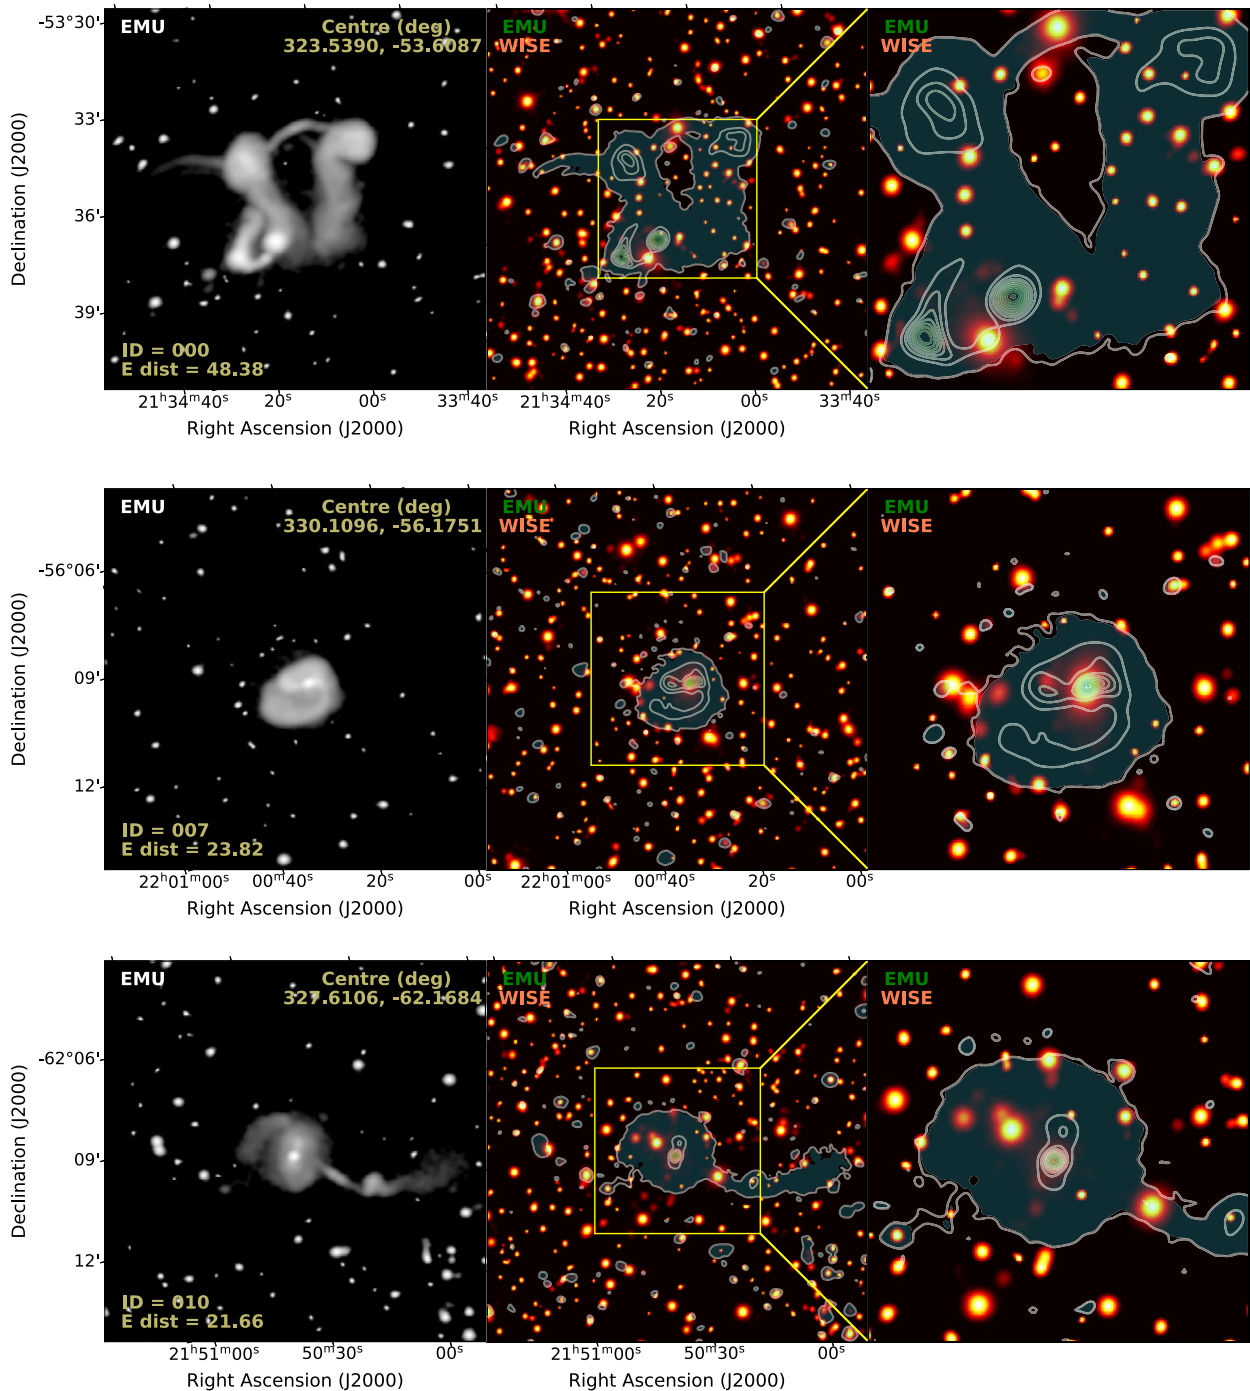 -53°30'
33'
36'
39'
Declination (J2000)
EMU
Centre (deg)
323.5390, -53.6087
ID = 000
E dist = 48.38
EMU
WISE
EMU
WISE
21ʰ34ᵐ40ˢ 20ˢ 00ˢ 33ᵐ40ˢ
Right Ascension (J2000)
21ʰ34ᵐ40ˢ 20ˢ 00ˢ 33ᵐ40ˢ
Right Ascension (J2000)
-56°06'
09'
12'
Declination (J2000)
EMU
Centre (deg)
330.1096, -56.1751
ID = 007
E dist = 23.82
EMU
WISE
EMU
WISE
22ʰ01ᵐ00ˢ 00ᵐ40ˢ 20ˢ 00ˢ
Right Ascension (J2000)
22ʰ01ᵐ00ˢ 00ᵐ40ˢ 20ˢ 00ˢ
Right Ascension (J2000)
-62°06'
09'
12'
Declination (J2000)
EMU
Centre (deg)
327.6106, -62.1684
ID = 010
E dist = 21.66
EMU
WISE
EMU
WISE
21ʰ51ᵐ00ˢ 50ᵐ30ˢ 00ˢ
Right Ascension (J2000)
21ʰ51ᵐ00ˢ 50ᵐ30ˢ 00ˢ
Right Ascension (J2000)